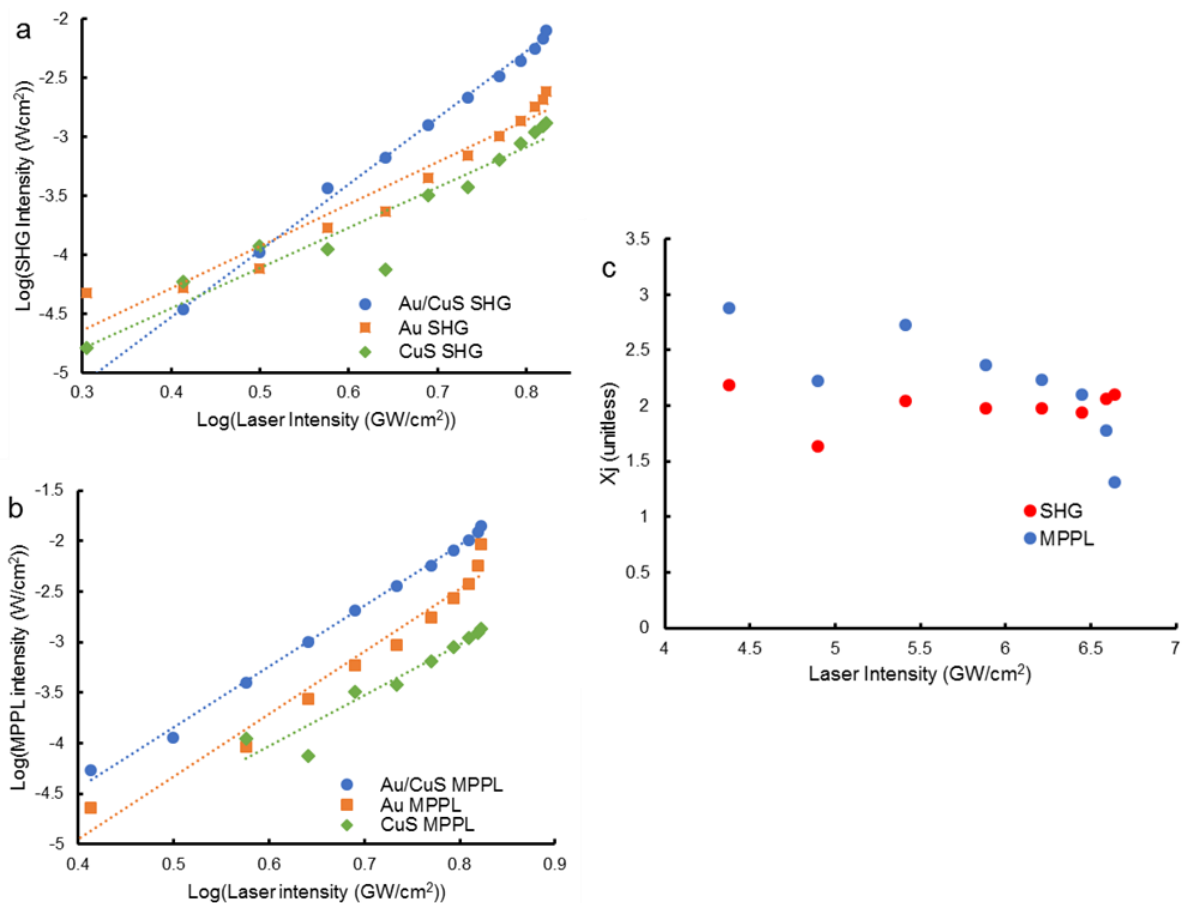 a
-2
-2.5
-3
-3.5
-4
-4.5
-5
Log(SHG Intensity (Wcm²))
0.3 0.4 0.5 0.6 0.7 0.8
Log(Laser Intensity (GW/cm²))
Au/CuS SHG
Au SHG
CuS SHG
b
-1.5
-2
-2.5
-3
-3.5
-4
-4.5
-5
Log(MPPL intensity (W/cm²))
0.4 0.5 0.6 0.7 0.8 0.9
Log(Laser intensity (GW/cm²))
Au/CuS MPPL
Au MPPL
CuS MPPL
c
3.5
3
2.5
2
1.5
1
0.5
0
Xj (unitless)
4 4.5 5 5.5 6 6.5 7
Laser Intensity (GW/cm²)
SHG
MPPL